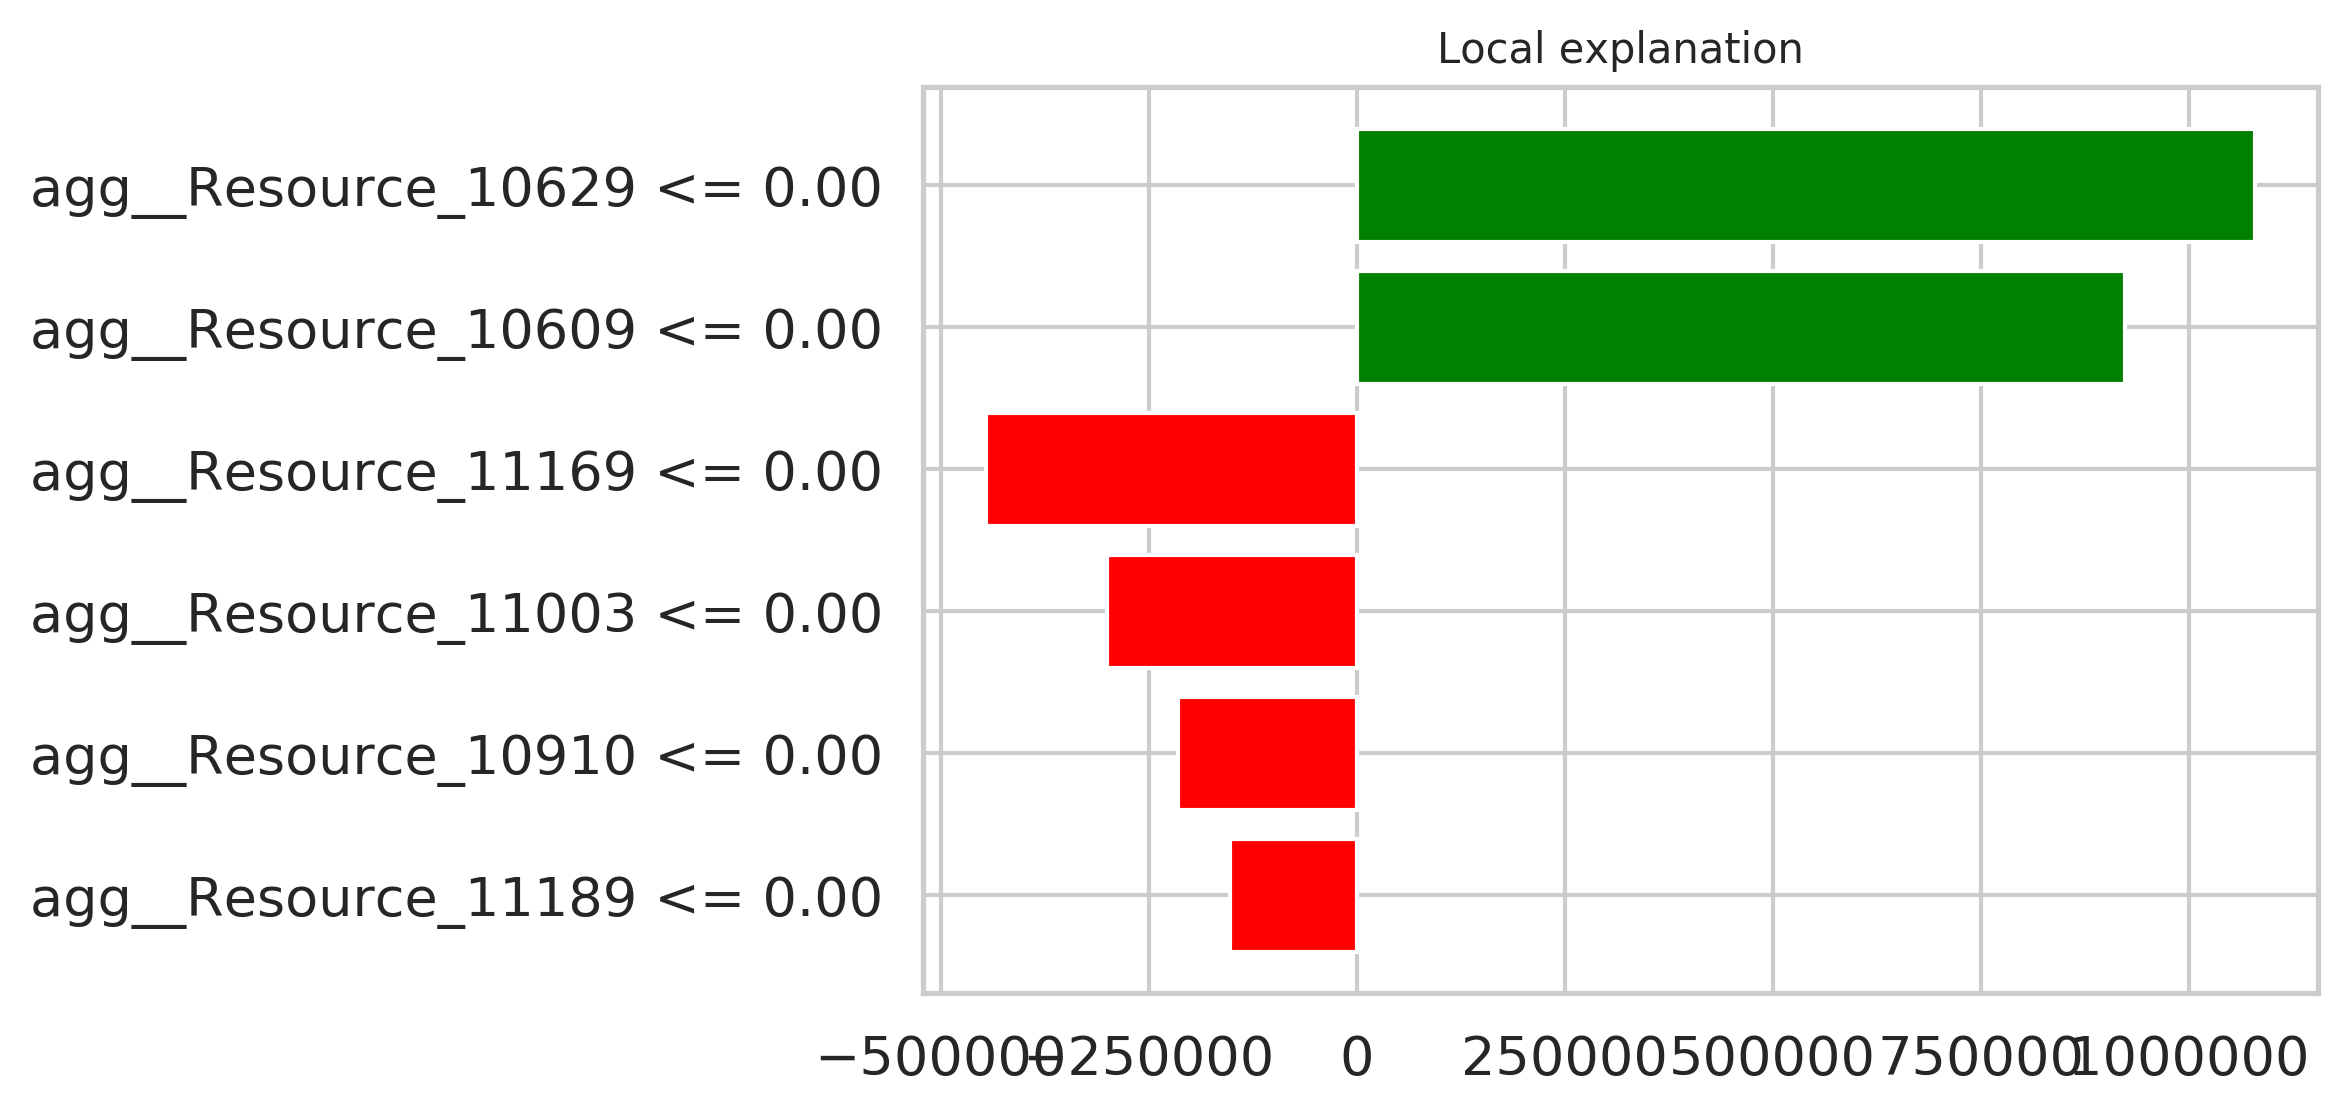 Local explanation
agg__Resource_10629 <= 0.00
agg__Resource_10609 <= 0.00
agg__Resource_11169 <= 0.00
agg__Resource_11003 <= 0.00
agg__Resource_10910 <= 0.00
agg__Resource_11189 <= 0.00
−500000 −250000 0 250000 500000 750000 1000000